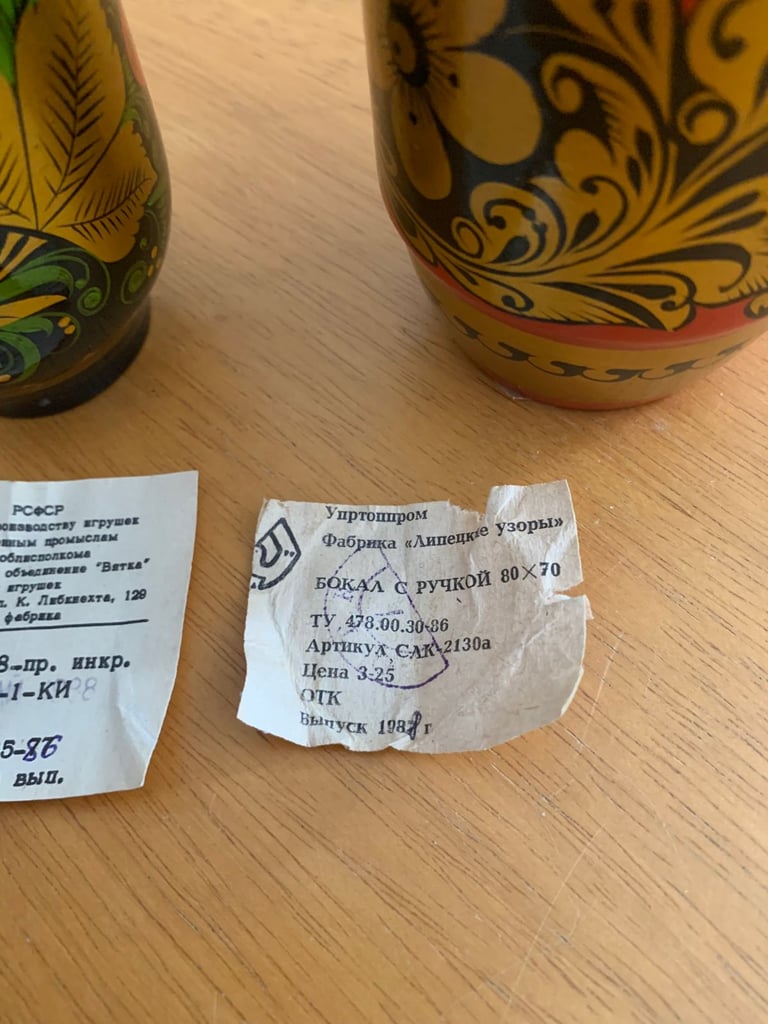 РСФСР
игрушек
промыслам
облисполкома
объединение "Вятка"
игрушек
К. Либкнехта, 129
фабрика
8-пр. инкр.
-1-КИ
5-86
вып.
Упртоппром
Фабрика «Липецкие узоры»
БОКАЛ С РУЧКОЙ 80×70
ТУ 478.00.30-86
Артикул СЛК-2130а
Цена 3-25
ОТК
Выпуск 198 г